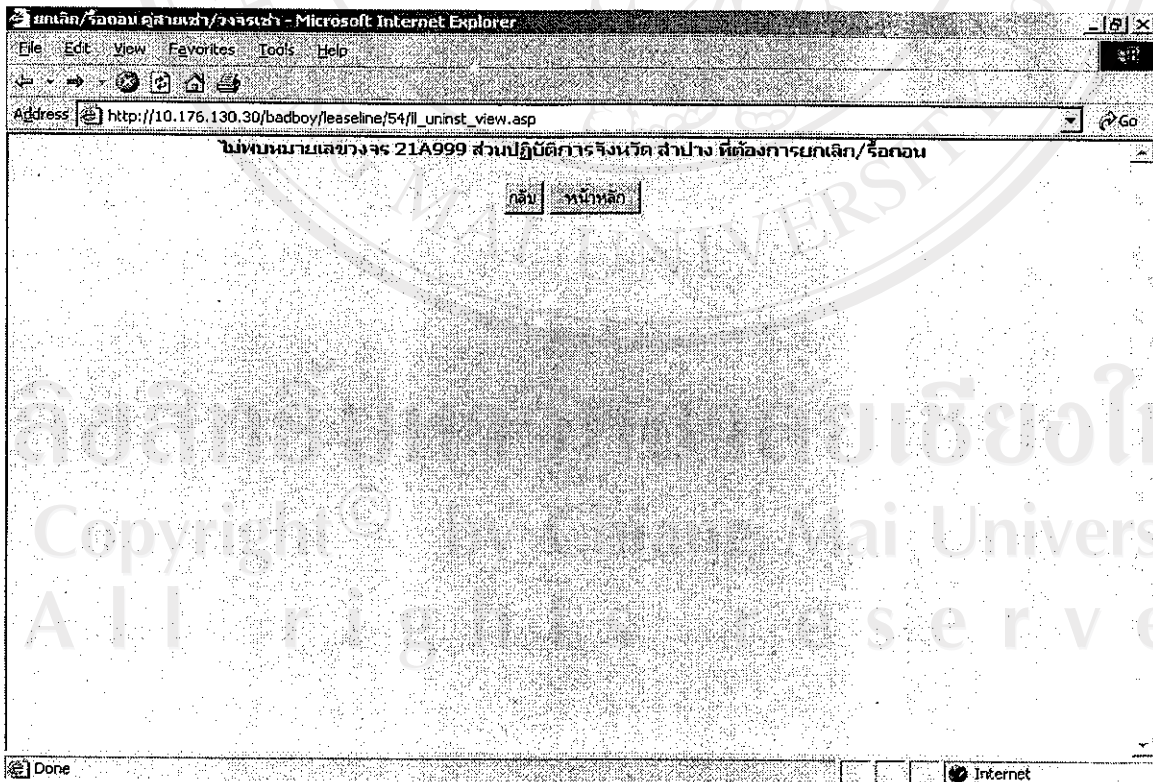 ยกเลิก/รื้อถอน คู่สายเช่า/วงจรเช่า - Microsoft Internet Explorer
File Edit View Favorites Tools Help
Address http://10.176.130.30/badboy/leaseline/54/ll_uninst_view.asp Go
ไม่พบหมายเลขวงจร 21A999 ส่วนปฏิบัติการจังหวัด ลำปาง ที่ต้องการยกเลิก/รื้อถอน
กลับ หน้าหลัก
MAI UNIVERSITY
Copyright© Mai Univers
All rights reserve
Done Internet